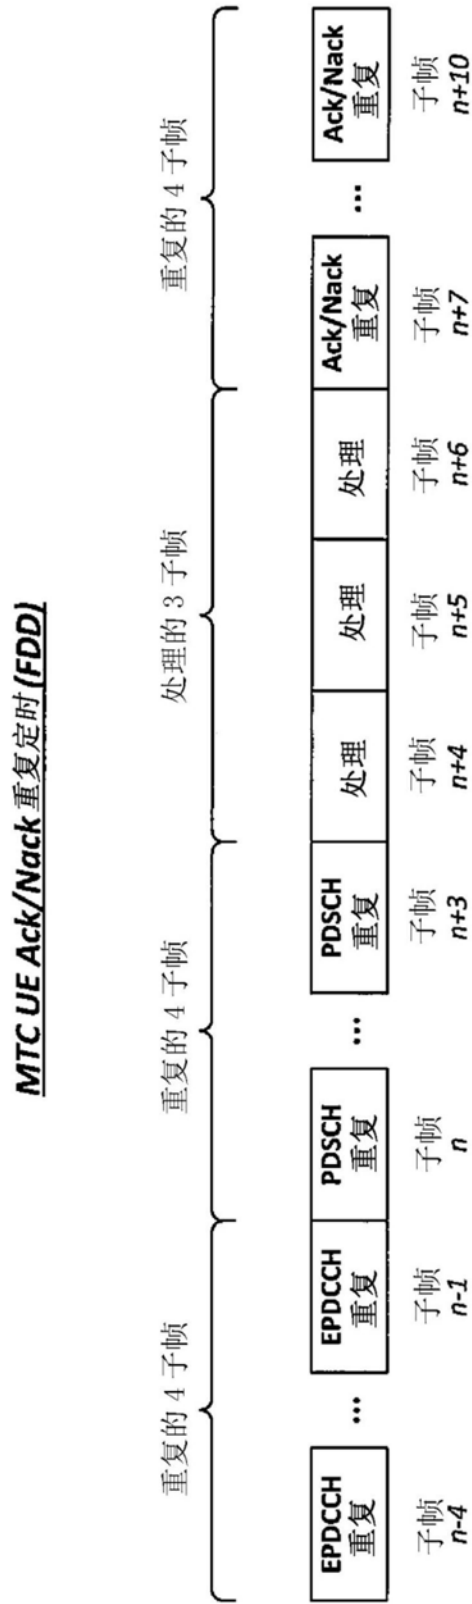 MTC UE Ack/Nack 重复定时 (FDD)
重复的 4 子帧
重复的 4 子帧
处理的 3 子帧
重复的 4 子帧
EPDCCH
重复
...
EPDCCH
重复
PDSCH
重复
...
PDSCH
重复
处理
处理
处理
Ack/Nack
重复
...
Ack/Nack
重复
子帧
n-4
子帧
n-1
子帧
n
子帧
n+3
子帧
n+4
子帧
n+5
子帧
n+6
子帧
n+7
子帧
n+10